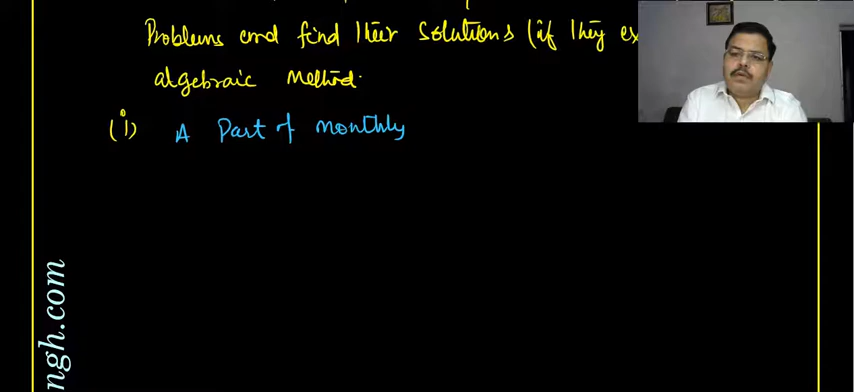 Problems and find their solutions (if they ex
algebraic method.
(i) A part of monthly
ngh.com